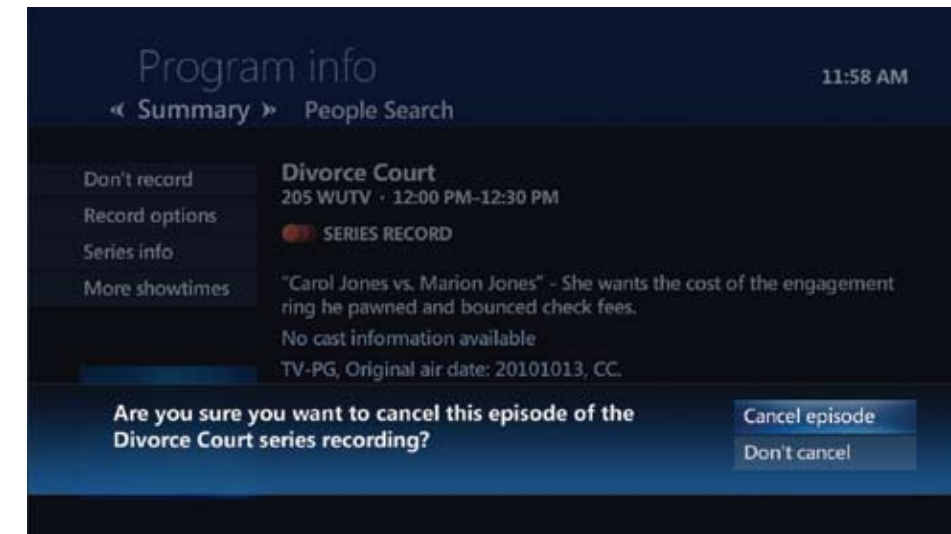 Program info
11:58 AM
« Summary » People Search
Don't record
Record options
Series info
More showtimes
Divorce Court
205 WUTV · 12:00 PM–12:30 PM
SERIES RECORD
"Carol Jones vs. Marion Jones" - She wants the cost of the engagement
ring he pawned and bounced check fees.
No cast information available
TV-PG, Original air date: 20101013, CC.
Are you sure you want to cancel this episode of the
Divorce Court series recording?
Cancel episode
Don't cancel